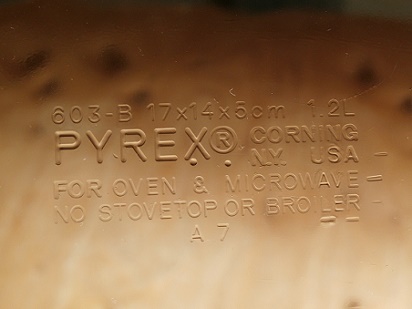 603-B 17x14x5cm 1.2L
PYREX® CORNING
N.Y. USA
FOR OVEN & MICROWAVE
NO STOVETOP OR BROILER
A 7